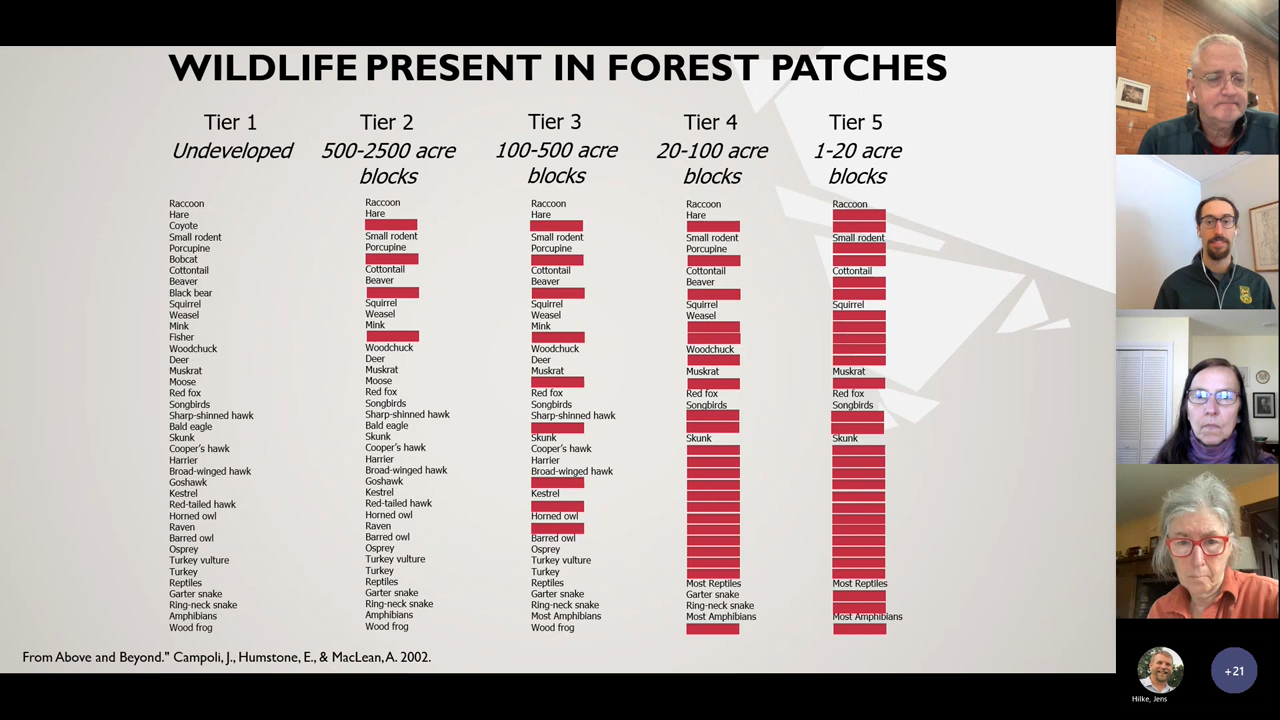 WILDLIFE PRESENT IN FOREST PATCHES
Tier 1
Undeveloped
Raccoon
Hare
Coyote
Small rodent
Porcupine
Bobcat
Cottontail
Beaver
Black bear
Squirrel
Weasel
Mink
Fisher
Woodchuck
Deer
Muskrat
Moose
Red fox
Songbirds
Sharp-shinned hawk
Bald eagle
Skunk
Cooper's hawk
Harrier
Broad-winged hawk
Goshawk
Kestrel
Red-tailed hawk
Horned owl
Raven
Barred owl
Osprey
Turkey vulture
Turkey
Reptiles
Garter snake
Ring-neck snake
Amphibians
Wood frog
Tier 2
500-2500 acre
blocks
Raccoon
Hare
Small rodent
Porcupine
Cottontail
Beaver
Squirrel
Weasel
Mink
Woodchuck
Deer
Muskrat
Moose
Red fox
Songbirds
Sharp-shinned hawk
Bald eagle
Skunk
Cooper's hawk
Harrier
Broad-winged hawk
Goshawk
Kestrel
Red-tailed hawk
Horned owl
Raven
Barred owl
Osprey
Turkey vulture
Turkey
Reptiles
Garter snake
Ring-neck snake
Amphibians
Wood frog
Tier 3
100-500 acre
blocks
Raccoon
Hare
Small rodent
Porcupine
Cottontail
Beaver
Squirrel
Weasel
Mink
Woodchuck
Deer
Muskrat
Red fox
Songbirds
Sharp-shinned hawk
Skunk
Cooper's hawk
Harrier
Broad-winged hawk
Kestrel
Horned owl
Barred owl
Osprey
Turkey vulture
Turkey
Reptiles
Garter snake
Ring-neck snake
Most Amphibians
Wood frog
Tier 4
20-100 acre
blocks
Raccoon
Hare
Small rodent
Porcupine
Cottontail
Beaver
Squirrel
Weasel
Woodchuck
Muskrat
Red fox
Songbirds
Skunk
Most Reptiles
Garter snake
Ring-neck snake
Most Amphibians
Tier 5
1-20 acre
blocks
Raccoon
Small rodent
Cottontail
Squirrel
Muskrat
Red fox
Songbirds
Skunk
Most Reptiles
Most Amphibians
From Above and Beyond." Campoli, J., Humstone, E., & MacLean, A. 2002.
Hilke, Jens
+21